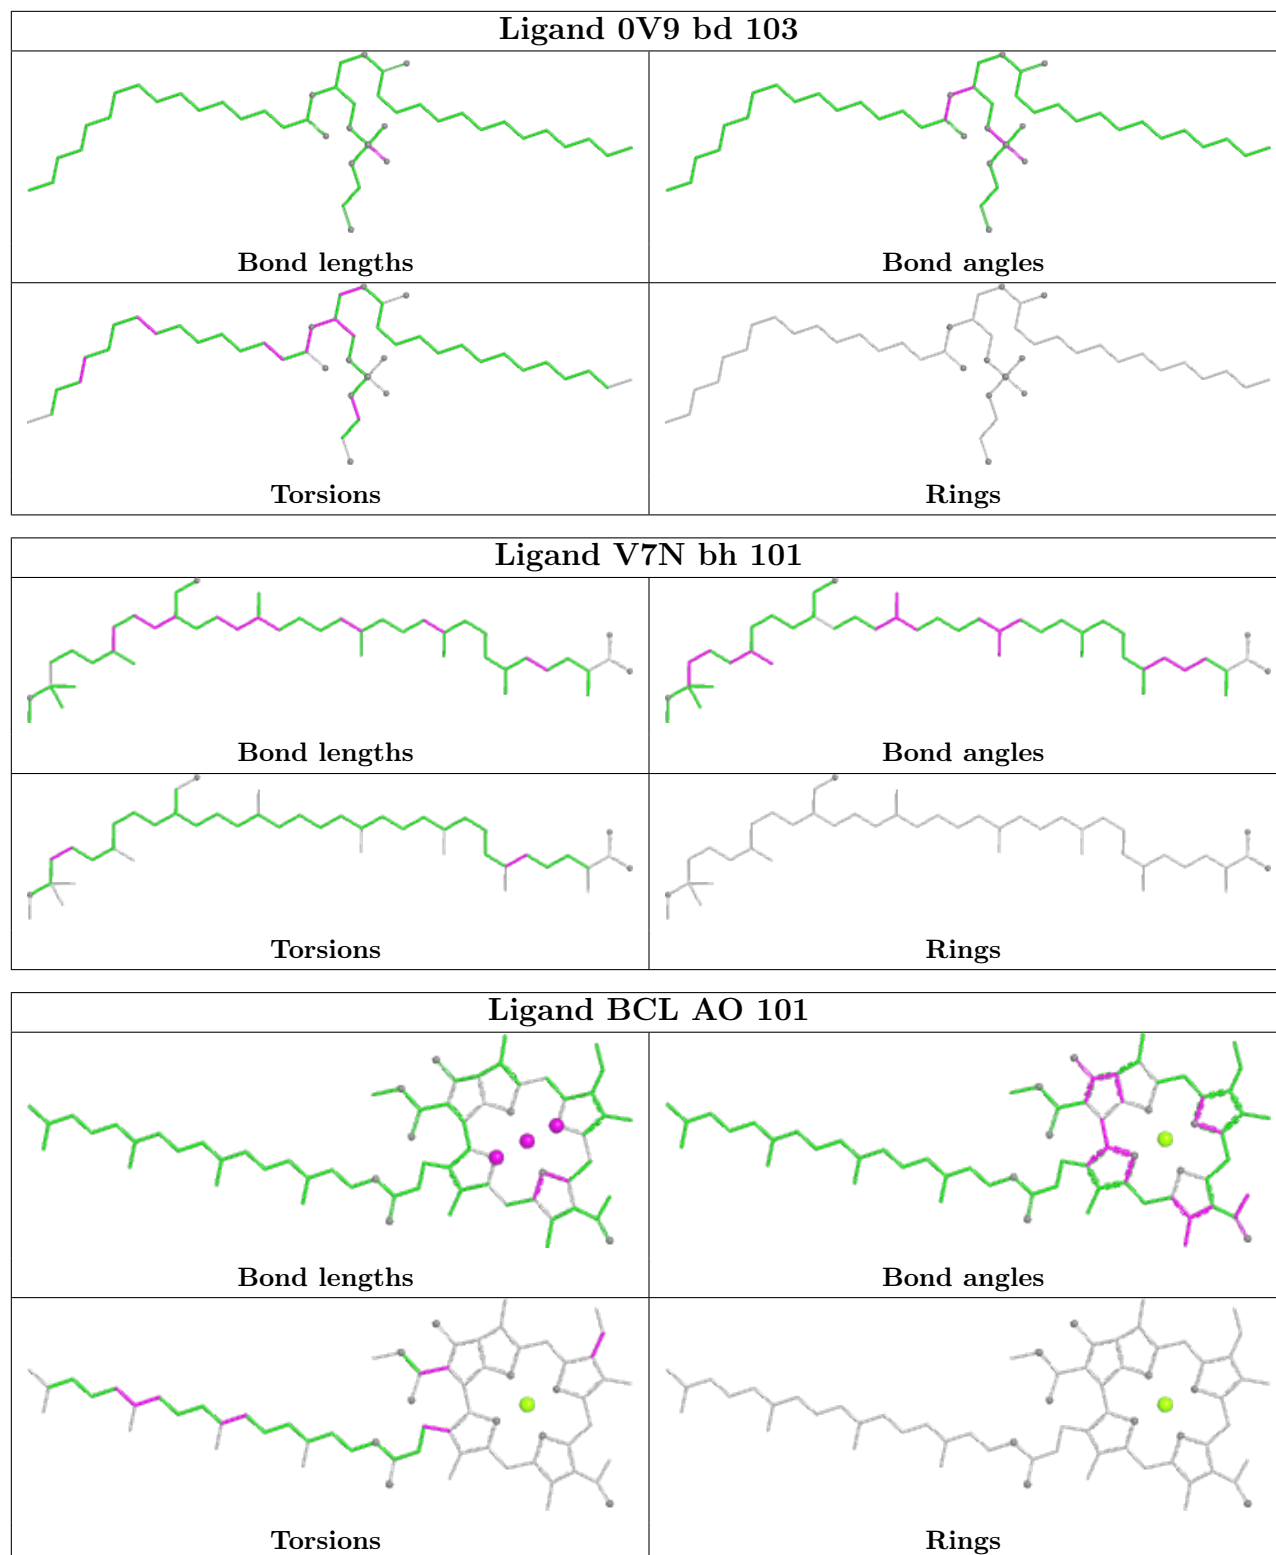 Ligand 0V9 bd 103
Bond lengths
Bond angles
Torsions
Rings
Ligand V7N bh 101
Bond lengths
Bond angles
Torsions
Rings
Ligand BCL AO 101
Bond lengths
Bond angles
Torsions
Rings